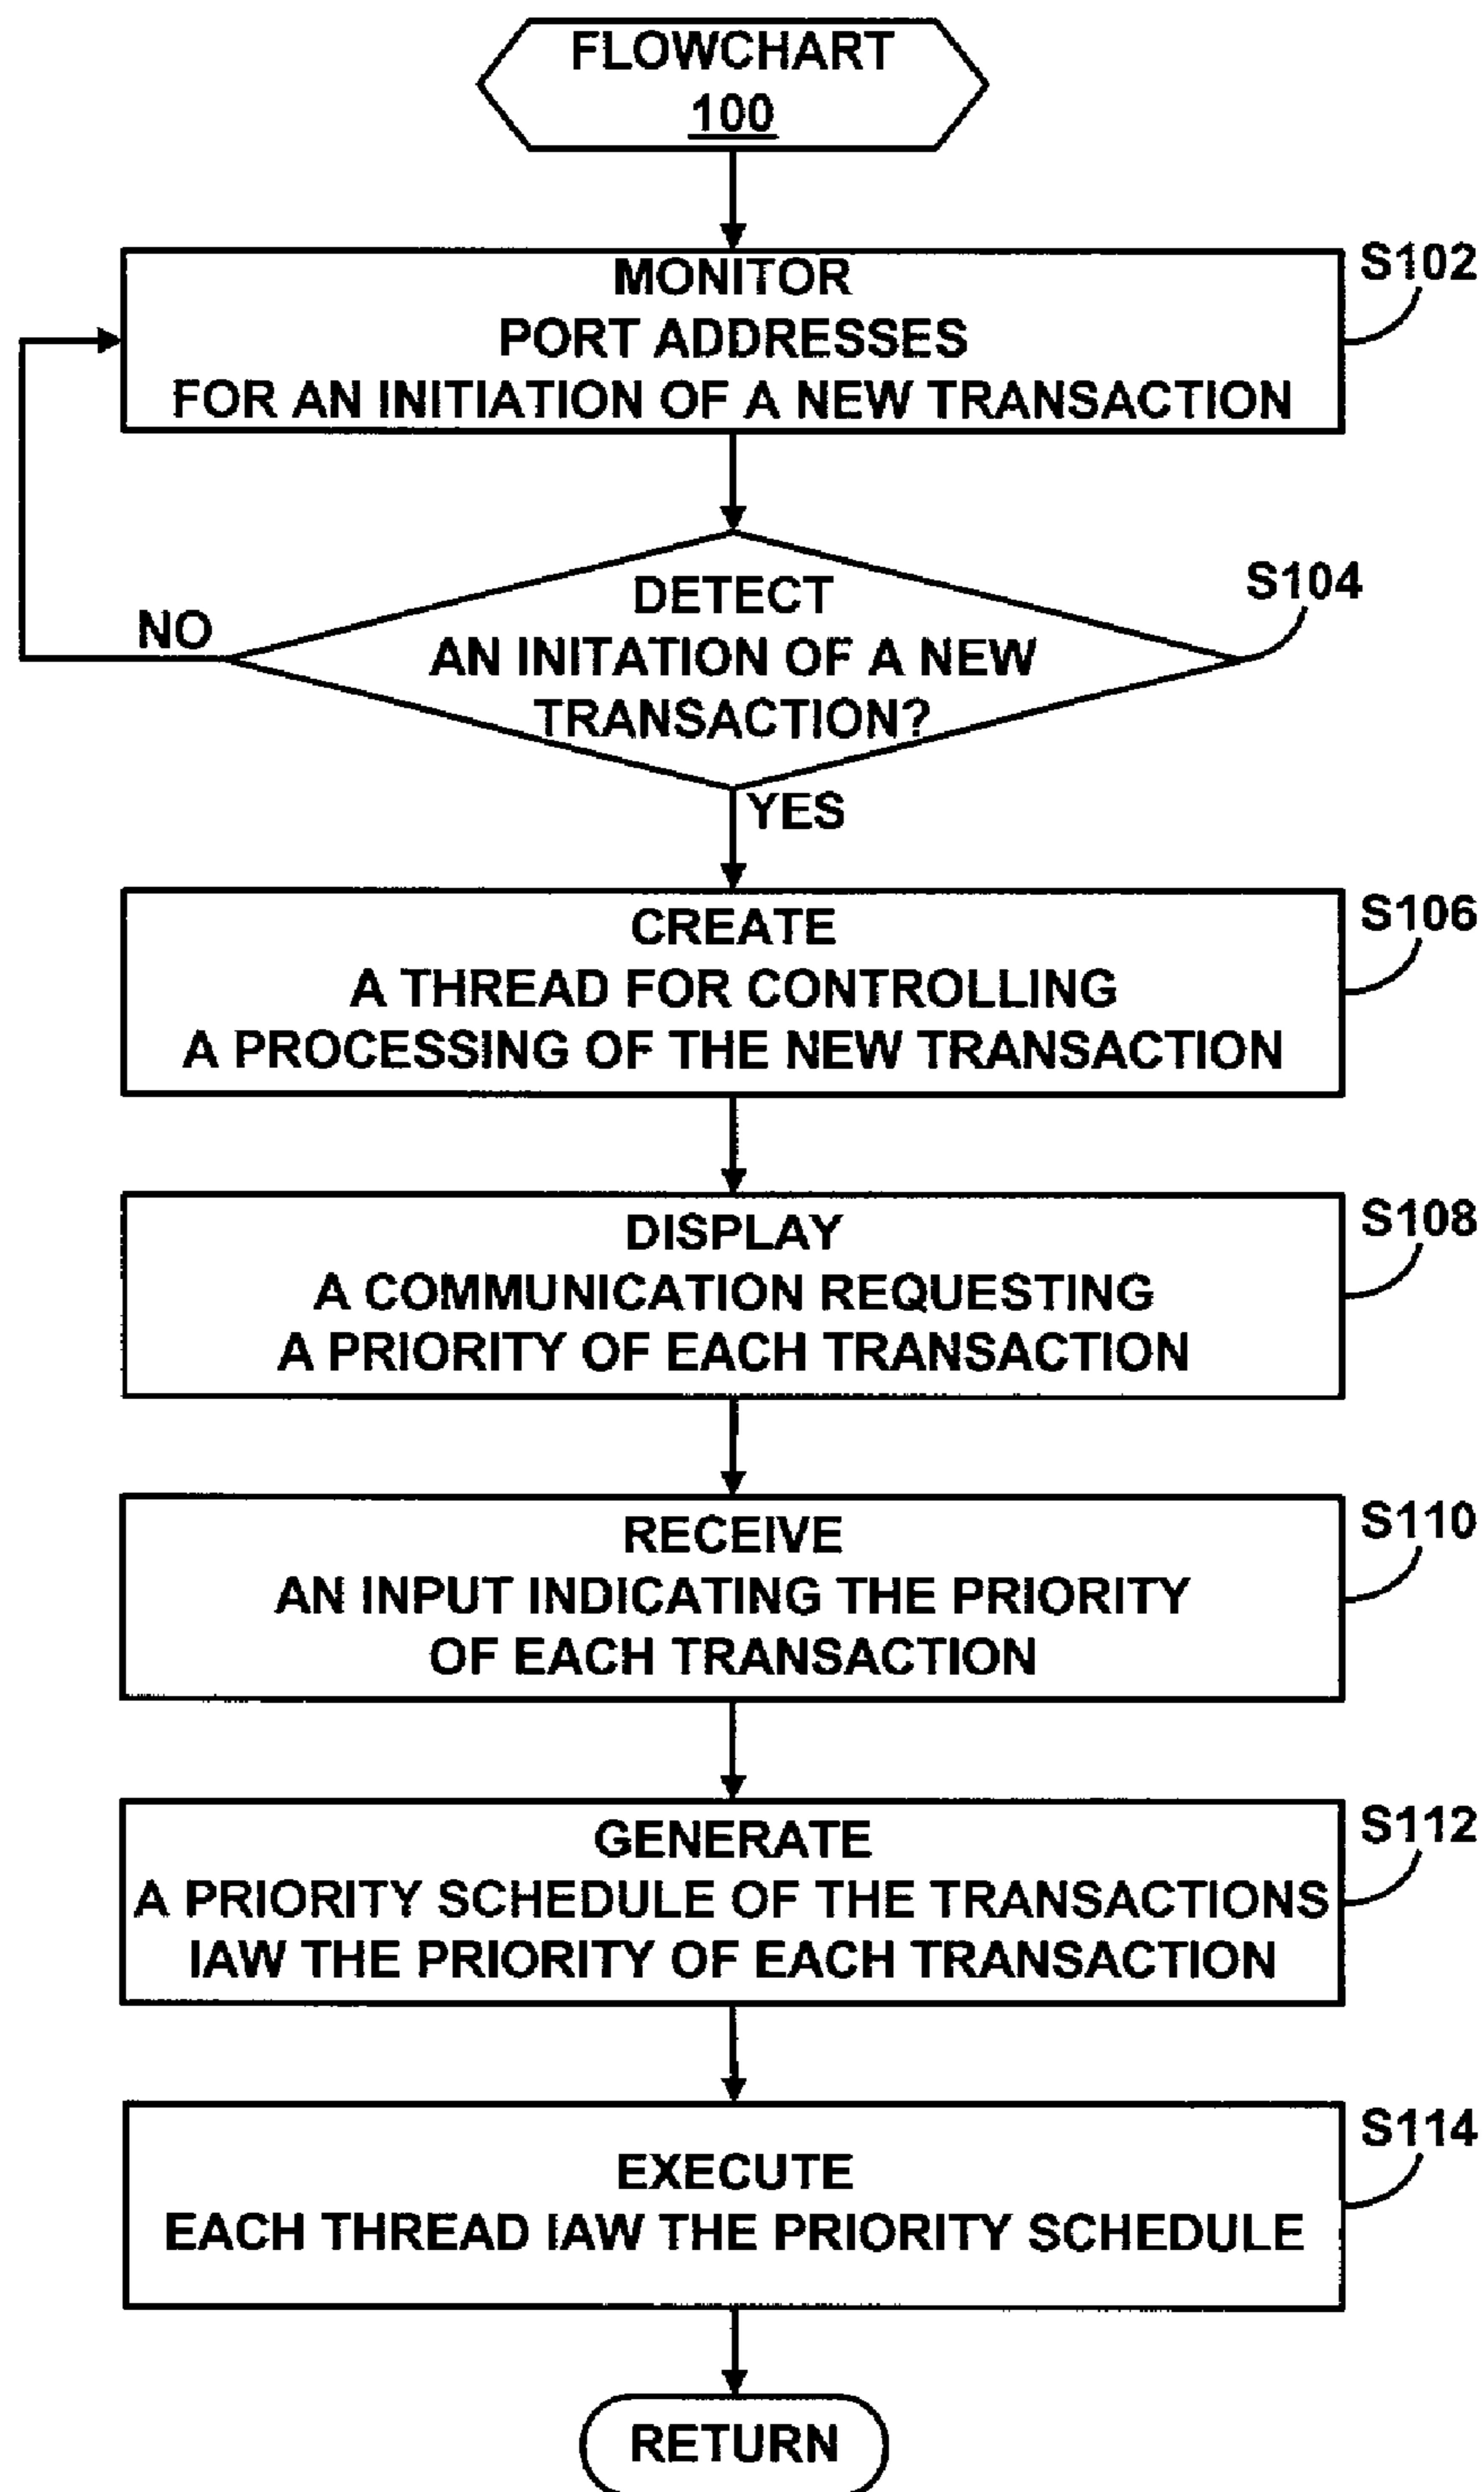 FLOWCHART
100
S102
MONITOR
PORT ADDRESSES
FOR AN INITIATION OF A NEW TRANSACTION
S104
DETECT
AN INITATION OF A NEW
TRANSACTION?
NO
YES
S106
CREATE
A THREAD FOR CONTROLLING
A PROCESSING OF THE NEW TRANSACTION
S108
DISPLAY
A COMMUNICATION REQUESTING
A PRIORITY OF EACH TRANSACTION
S110
RECEIVE
AN INPUT INDICATING THE PRIORITY
OF EACH TRANSACTION
S112
GENERATE
A PRIORITY SCHEDULE OF THE TRANSACTIONS
IAW THE PRIORITY OF EACH TRANSACTION
S114
EXECUTE
EACH THREAD IAW THE PRIORITY SCHEDULE
RETURN